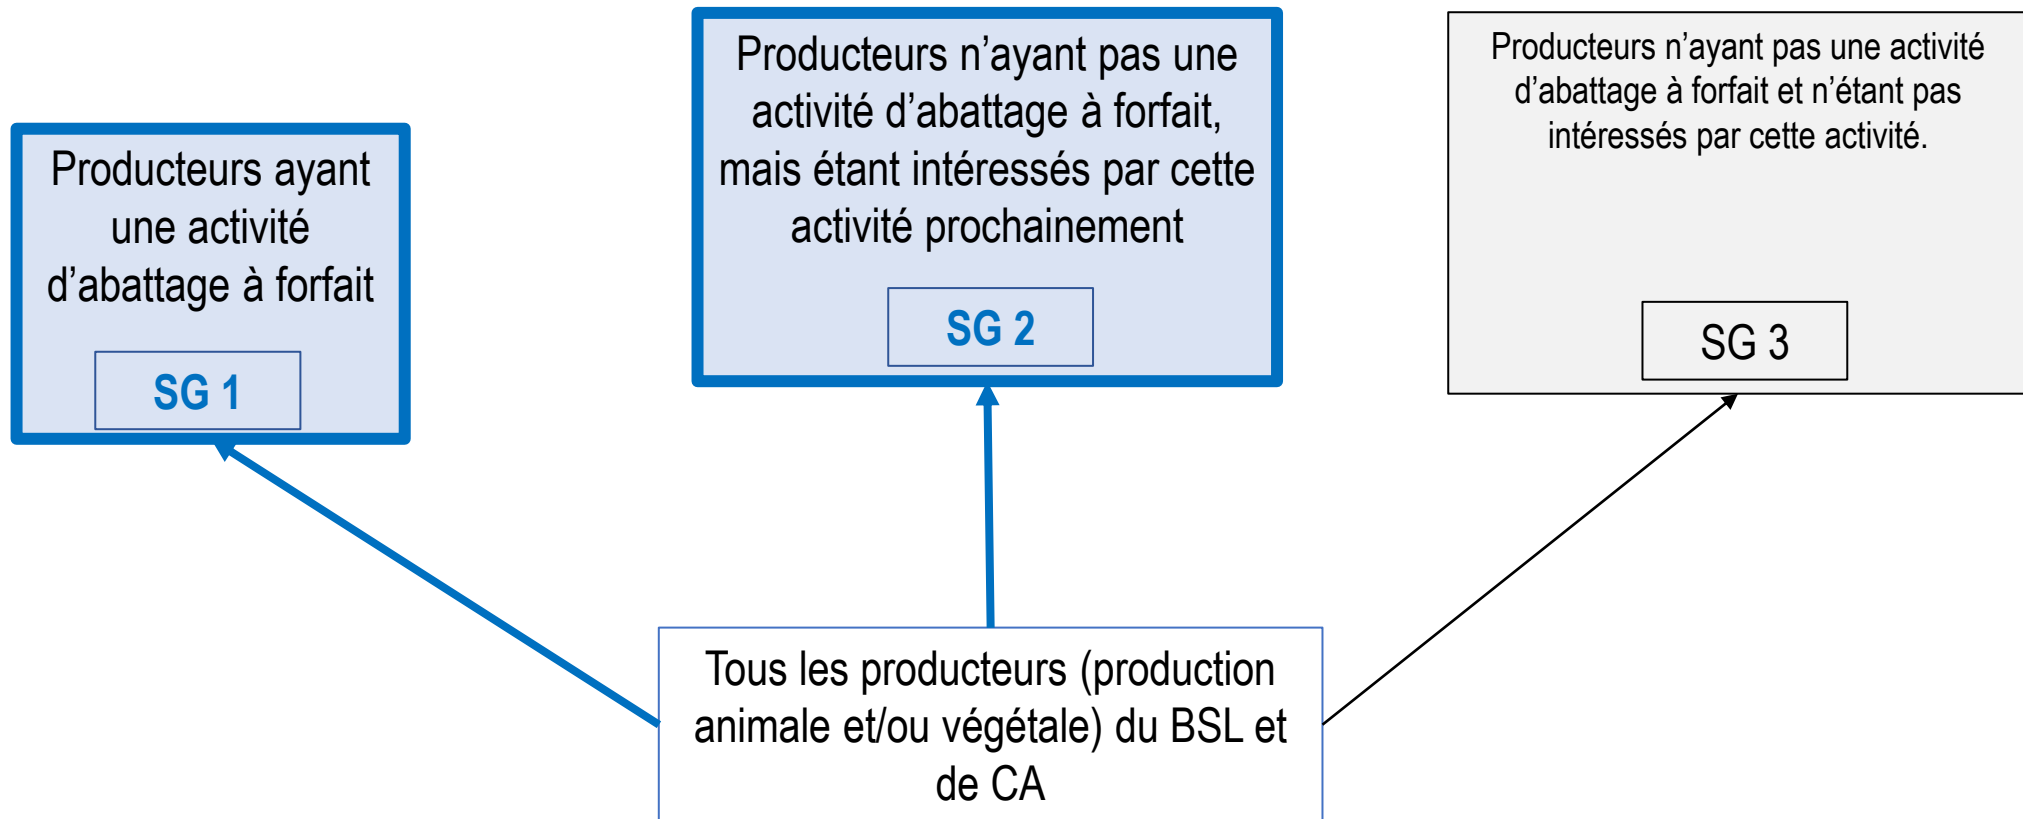 Producteurs ayant
une activité
d’abattage à forfait
SG 1
Producteurs n’ayant pas une
activité d’abattage à forfait,
mais étant intéressés par cette
activité prochainement
SG 2
Producteurs n’ayant pas une activité
d’abattage à forfait et n’étant pas
intéressés par cette activité.
SG 3
Tous les producteurs (production
animale et/ou végétale) du BSL et
de CA